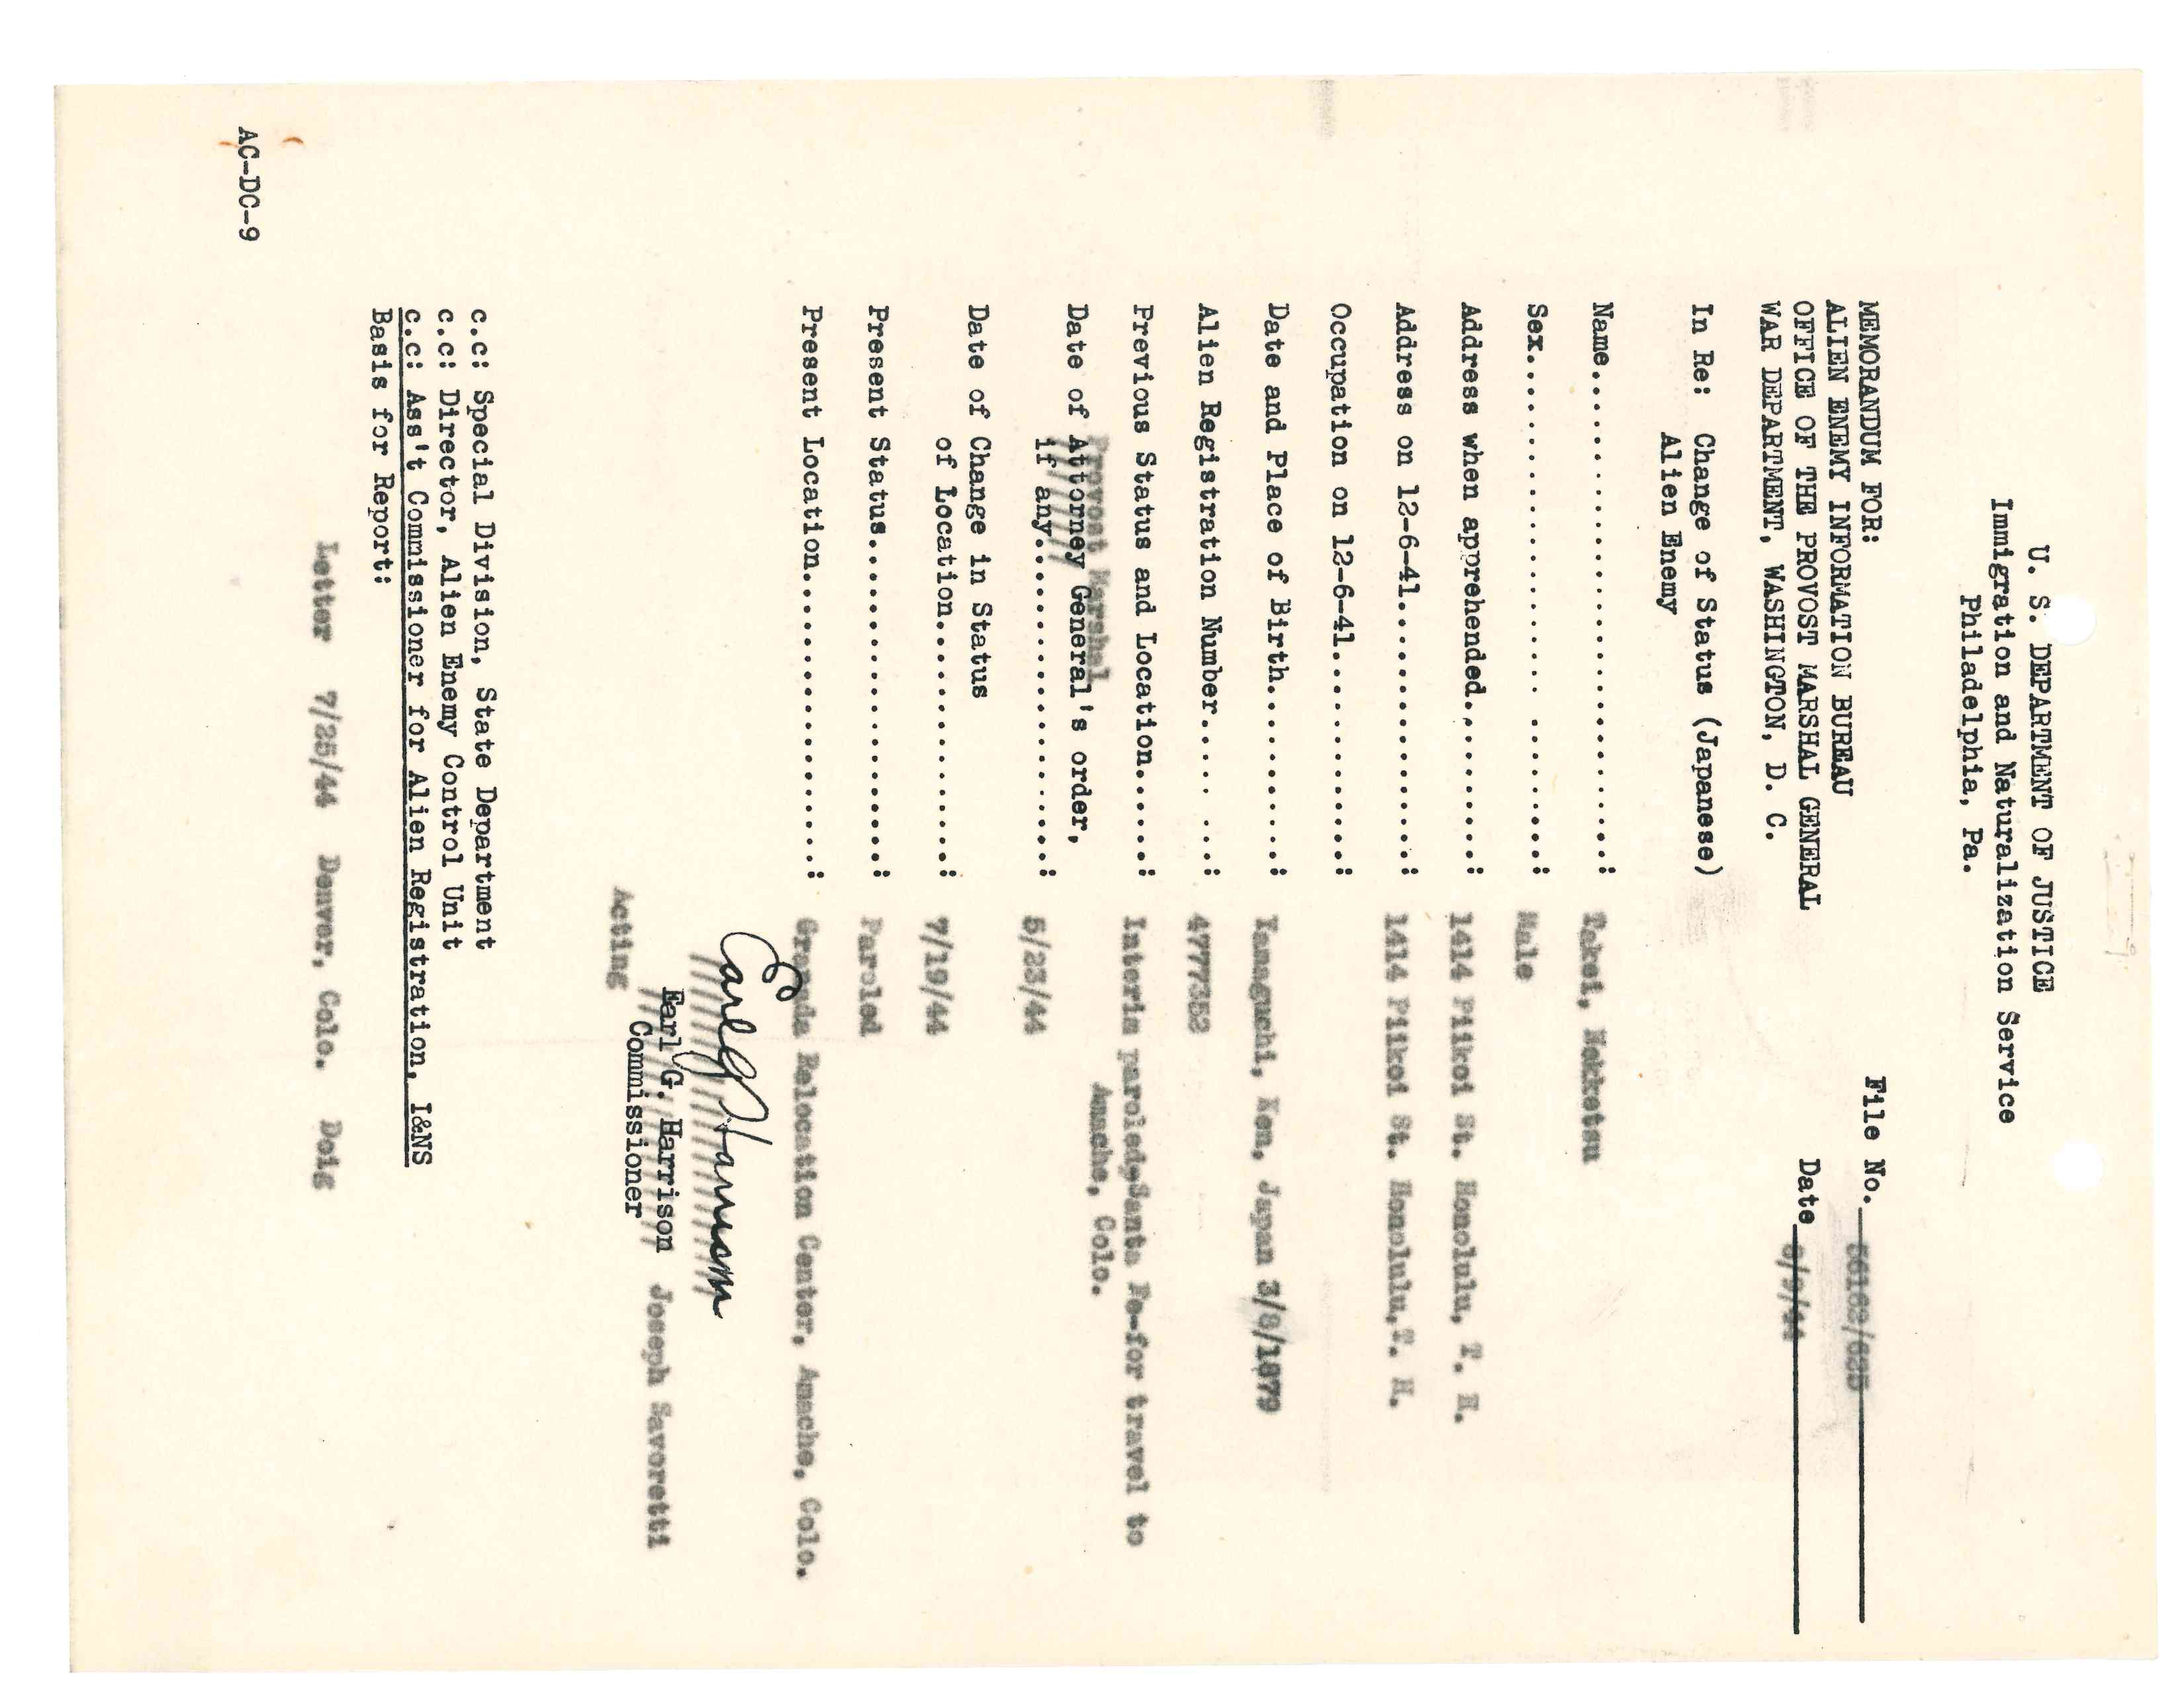 U. S. DEPARTMENT OF JUSTICE
Immigration and Naturalization Service
Philadelphia, Pa.
MEMORANDUM FOR:
ALIEN ENEMY INFORMATION BUREAU
OFFICE OF THE PROVOST MARSHAL GENERAL
WAR DEPARTMENT, WASHINGTON, D. C.
File No. 56162/625
Date 8/9/44
In Re: Change of Status (Japanese)
Alien Enemy
Name..............................: Takei, Nekketsu
Sex..................... .........: Male
Address when apprehended..........: 1414 Piikoi St. Honolulu, T. H.
Address on 12-6-41................: 1414 Piikoi St. Honolulu,T. H.
Occupation on 12-6-41.............:
Date and Place of Birth...........: Yamaguchi, Ken, Japan 3/8/1879
Alien Registration Number..... ...: 4777352
Previous Status and Location......: Interim paroled-Santa Fe-for travel to
Amache, Colo.
Provost Marshal
Date of Attorney General's order,
if any....................: 5/23/44
Date of Change in Status
of Location...............: 7/19/44
Present Status....................: Paroled
Present Location..................: Granada Relocation Center, Amache, Colo.
Earl G. Harrison
Earl G. Harrison Joseph Savoretti
Acting Commissioner
c.c: Special Division, State Department
c.c: Director, Alien Enemy Control Unit
c.c: Ass't Commissioner for Alien Registration, I&NS
Basis for Report:
Letter 7/25/44 Denver, Colo. Doig
AC-DC-9